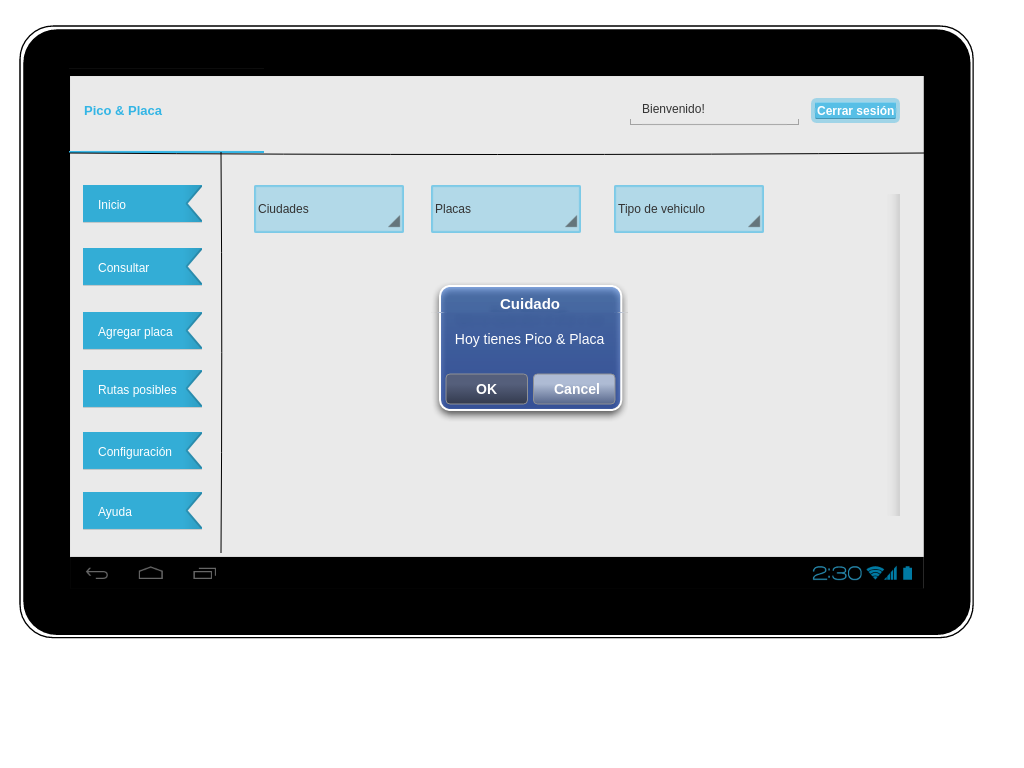 Pico & Placa
Bienvenido!
Cerrar sesión
Inicio
Consultar
Agregar placa
Rutas posibles
Configuración
Ayuda
Ciudades
Placas
Tipo de vehiculo
Cuidado
Hoy tienes Pico & Placa
OK
Cancel
2:30